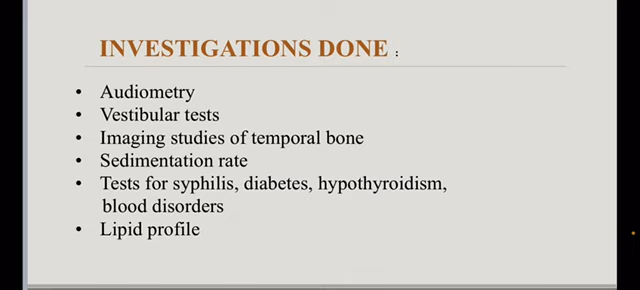 INVESTIGATIONS DONE :
• Audiometry
• Vestibular tests
• Imaging studies of temporal bone
• Sedimentation rate
• Tests for syphilis, diabetes, hypothyroidism,
blood disorders
• Lipid profile